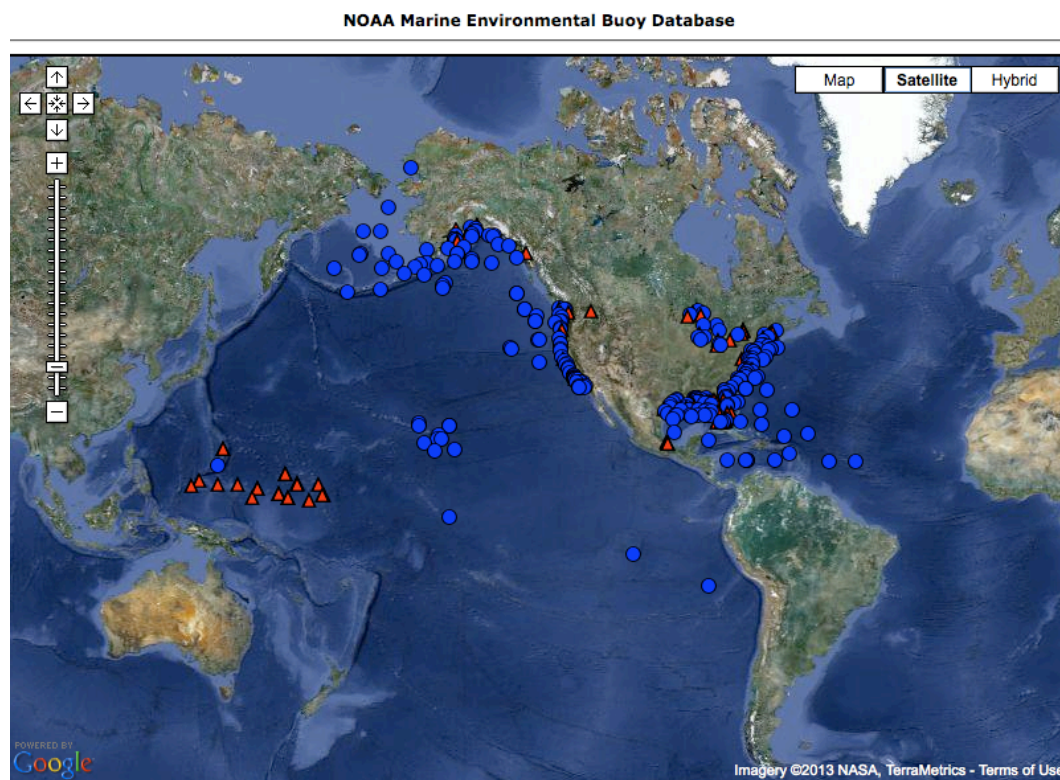 NOAA Marine Environmental Buoy Database
Map Satellite Hybrid
POWERED BY
Google
Imagery ©2013 NASA, TerraMetrics - Terms of Use